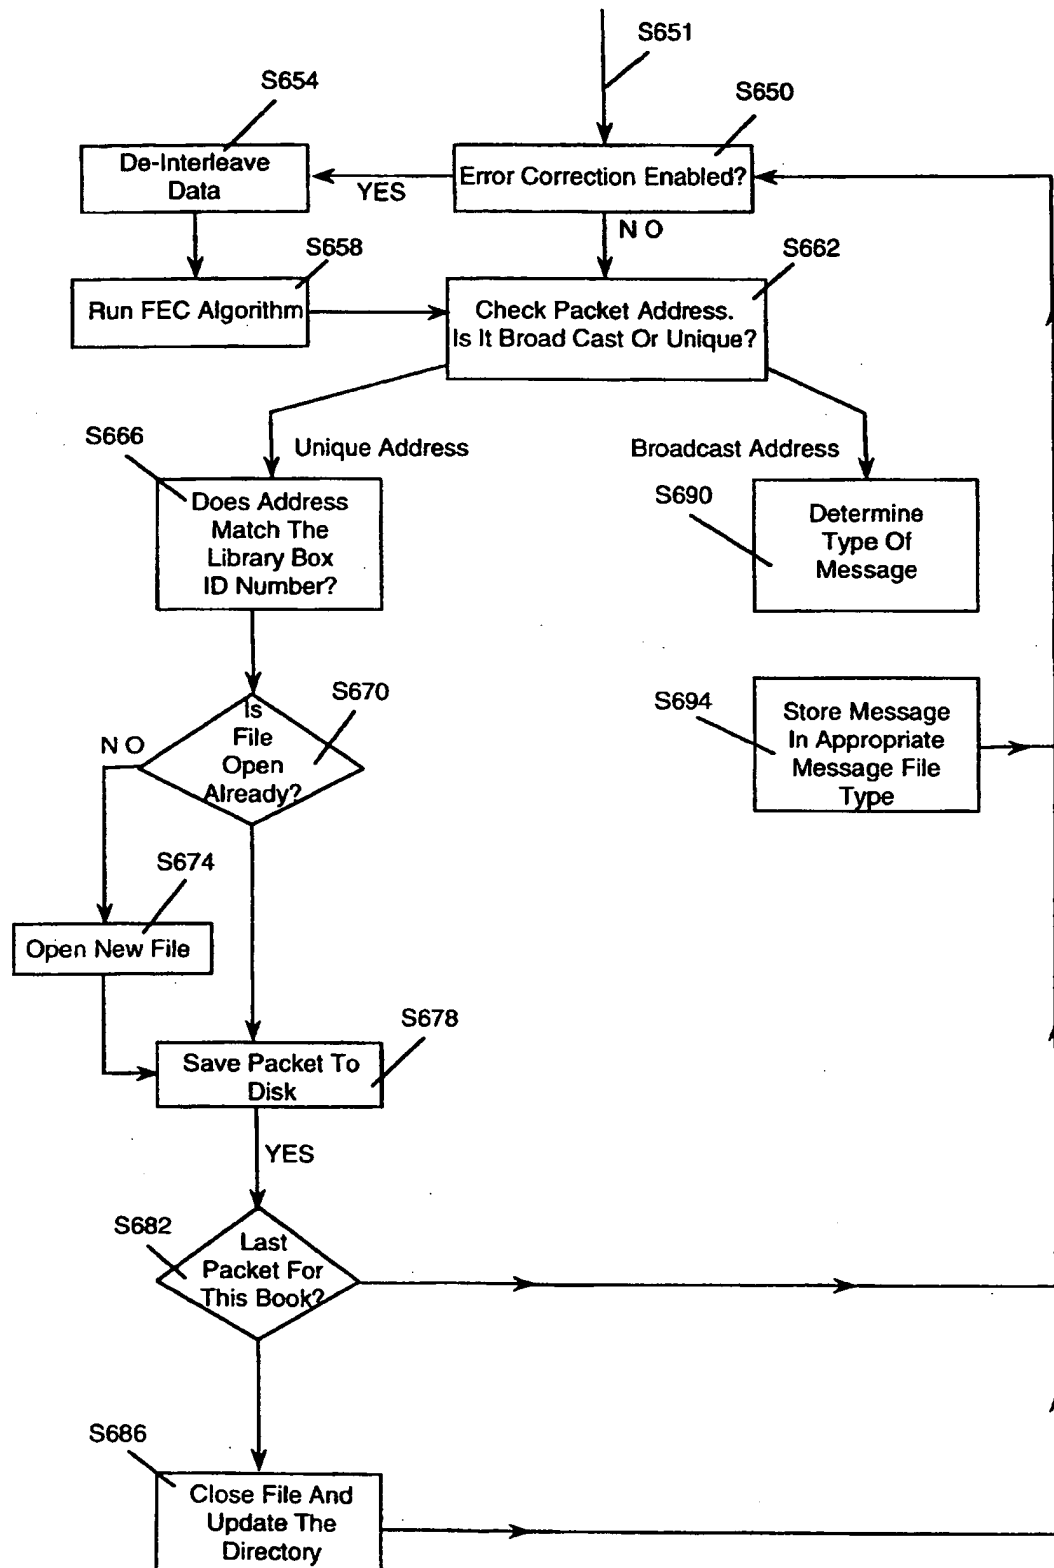 S651
S654
S650
De-Interleave
Data
YES
Error Correction Enabled?
N O
S658
S662
Run FEC Algorithm
Check Packet Address.
Is It Broad Cast Or Unique?
S666
Unique Address
Broadcast Address
Does Address
Match The
Library Box
ID Number?
S690
Determine
Type Of
Message
S670
Is
File
Open
Already?
N O
S694
Store Message
In Appropriate
Message File
Type
S674
Open New File
S678
Save Packet To
Disk
YES
S682
Last
Packet For
This Book?
S686
Close File And
Update The
Directory